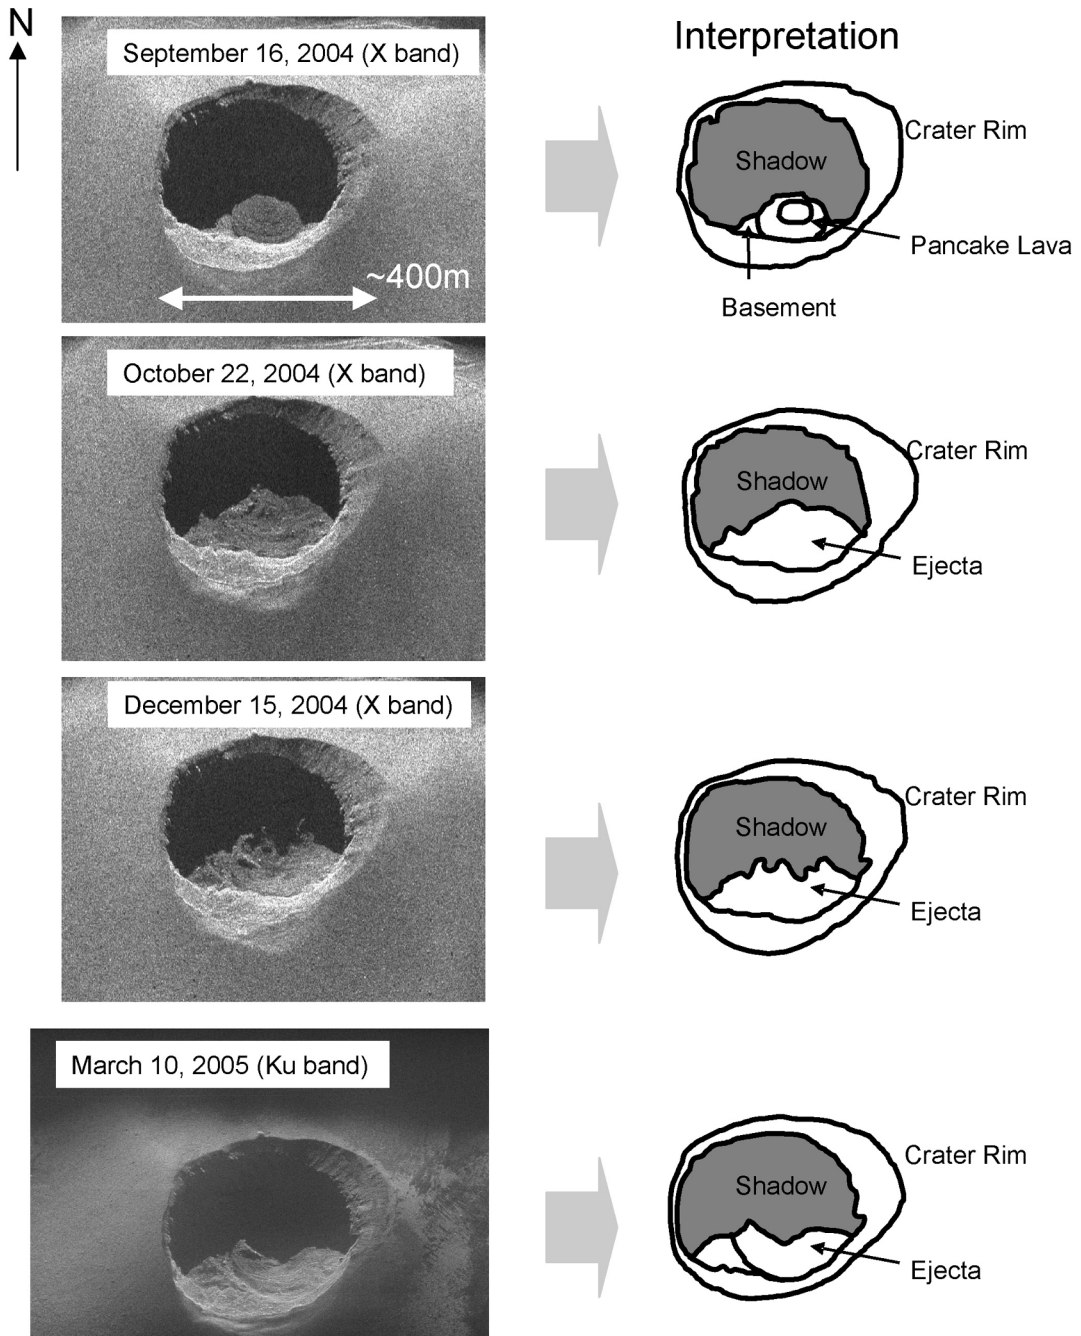 N
September 16, 2004 (X band)
Interpretation
Crater Rim
Shadow
Pancake Lava
Basement
~400m
October 22, 2004 (X band)
Crater Rim
Shadow
Ejecta
December 15, 2004 (X band)
Crater Rim
Shadow
Ejecta
March 10, 2005 (Ku band)
Crater Rim
Shadow
Ejecta